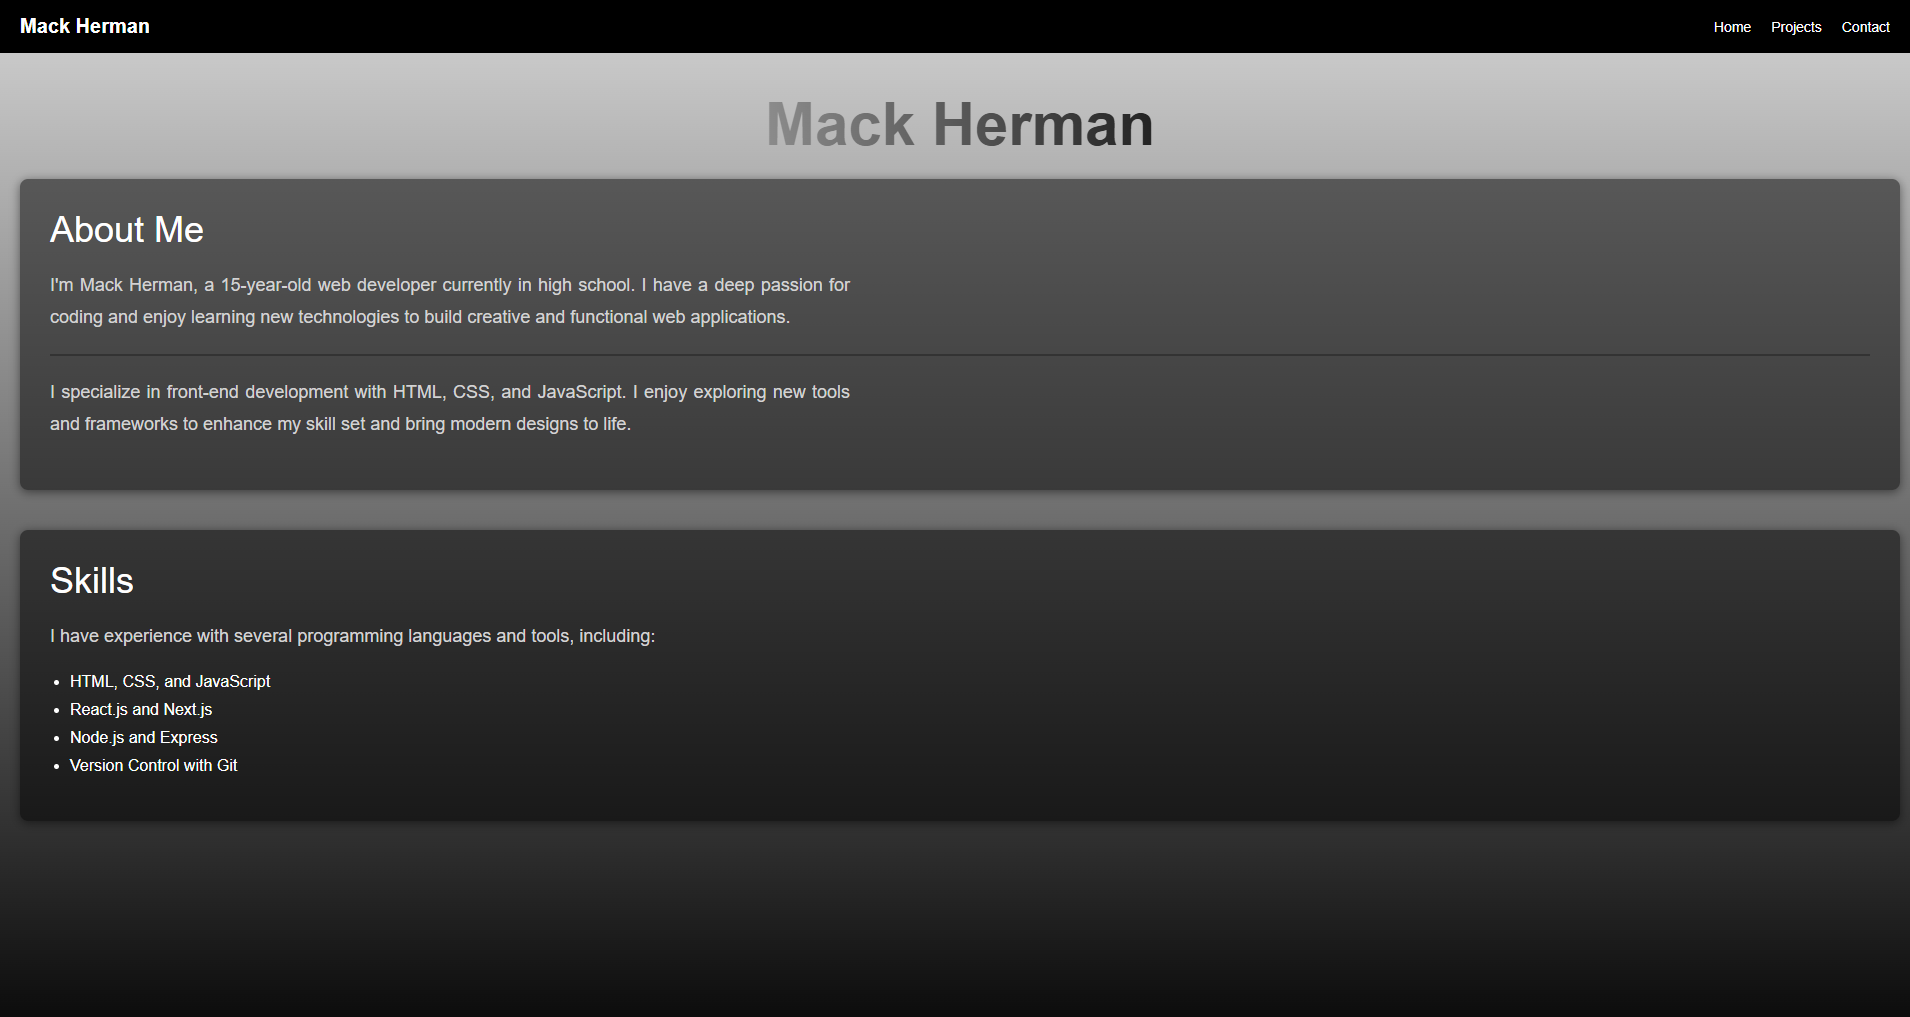 Mack Herman
Home Projects Contact
Mack Herman
About Me
I'm Mack Herman, a 15-year-old web developer currently in high school. I have a deep passion for
coding and enjoy learning new technologies to build creative and functional web applications.
I specialize in front-end development with HTML, CSS, and JavaScript. I enjoy exploring new tools
and frameworks to enhance my skill set and bring modern designs to life.
Skills
I have experience with several programming languages and tools, including:
• HTML, CSS, and JavaScript
• React.js and Next.js
• Node.js and Express
• Version Control with Git